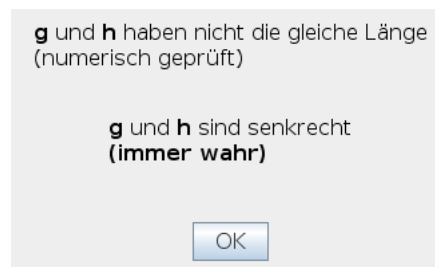 g und h haben nicht die gleiche Länge
(numerisch geprüft)
g und h sind senkrecht
(immer wahr)
OK